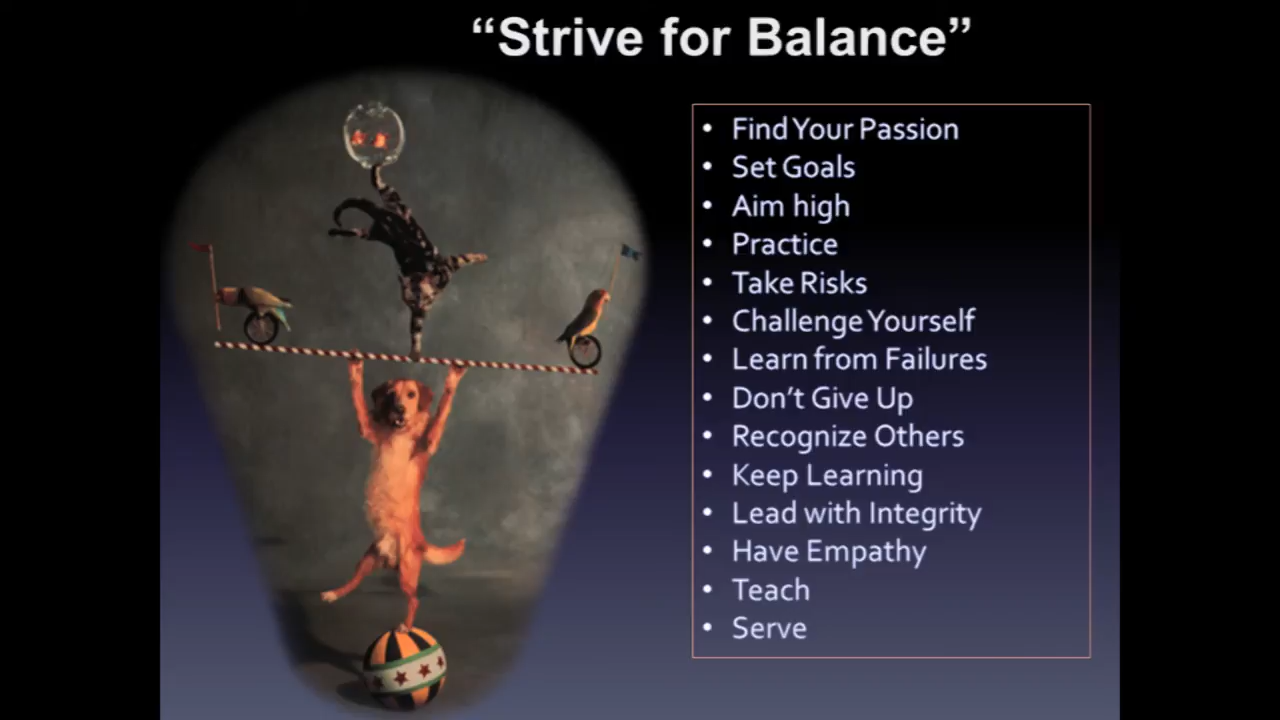 “Strive for Balance”
• Find Your Passion
• Set Goals
• Aim high
• Practice
• Take Risks
• Challenge Yourself
• Learn from Failures
• Don’t Give Up
• Recognize Others
• Keep Learning
• Lead with Integrity
• Have Empathy
• Teach
• Serve